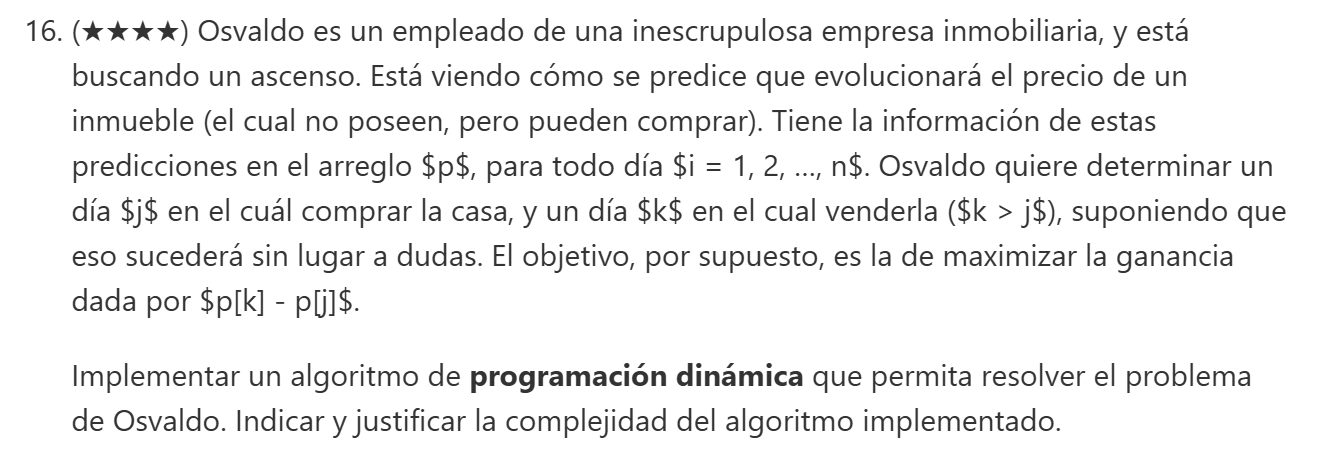 16. (★★★★) Osvaldo es un empleado de una inescrupulosa empresa inmobiliaria, y está
buscando un ascenso. Está viendo cómo se predice que evolucionará el precio de un
inmueble (el cual no poseen, pero pueden comprar). Tiene la información de estas
predicciones en el arreglo $p$, para todo día $i = 1, 2, ..., n$. Osvaldo quiere determinar un
día $j$ en el cuál comprar la casa, y un día $k$ en el cual venderla ($k > j$), suponiendo que
eso sucederá sin lugar a dudas. El objetivo, por supuesto, es la de maximizar la ganancia
dada por $p[k] - p[j]$.
Implementar un algoritmo de programación dinámica que permita resolver el problema
de Osvaldo. Indicar y justificar la complejidad del algoritmo implementado.